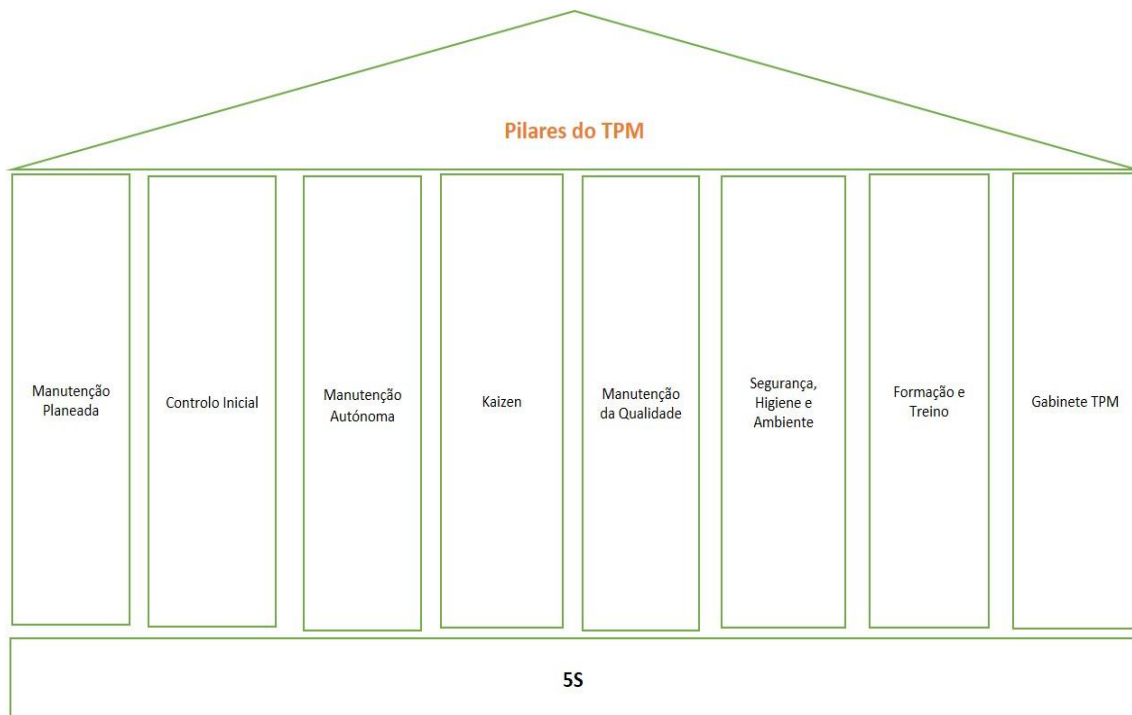 Pilares do TPM
Manutenção
Planeada
Controlo Inicial
Manutenção
Autónoma
Kaizen
Manutenção
da Qualidade
Segurança,
Higiene e
Ambiente
Formação e
Treino
Gabinete TPM
5S